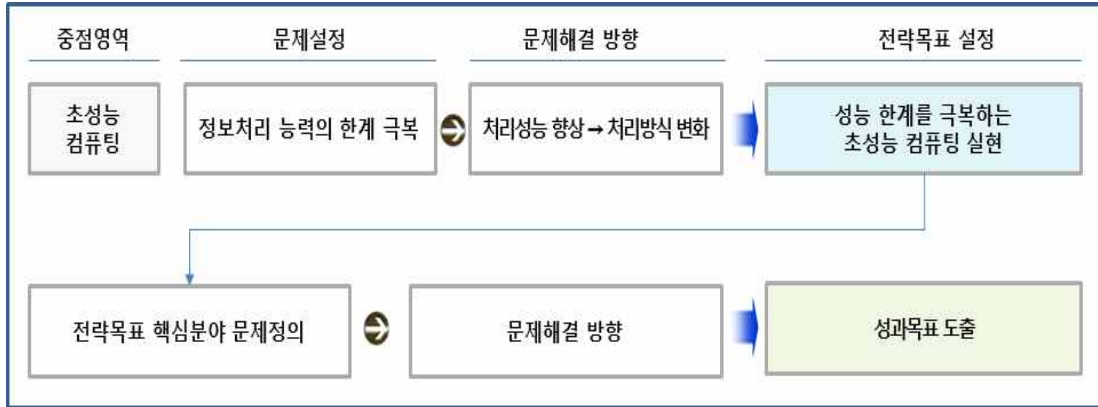 중점영역
문제설정
문제해결 방향
전략목표 설정
초성능
컴퓨팅
정보처리 능력의 한계 극복
처리성능 향상 → 처리방식 변화
성능 한계를 극복하는
초성능 컴퓨팅 실현
전략목표 핵심분야 문제정의
문제해결 방향
성과목표 도출